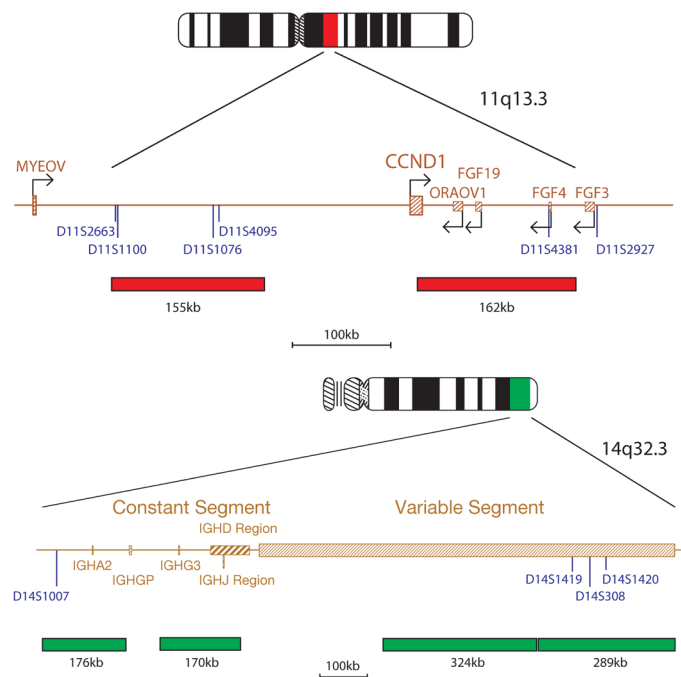 11q13.3
MYEOV
CCND1
FGF19
ORAOV1
FGF4
FGF3
D11S2663
D11S4095
D11S4381
D11S2927
D11S1100
D11S1076
155kb
162kb
100kb
14q32.3
Constant Segment
Variable Segment
IGHD Region
IGHA2
IGHG3
IGHGP
IGHJ Region
D14S1007
D14S1419
D14S1420
D14S308
176kb
170kb
100kb
324kb
289kb